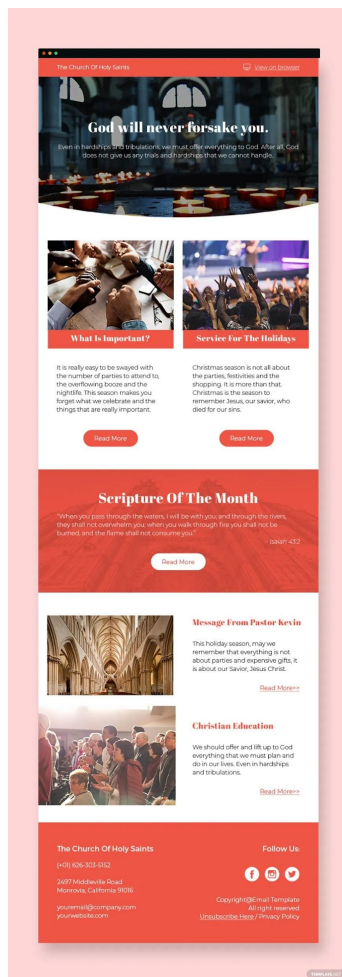 The Church Of Holy Saints
View on browser
God will never forsake you.
Even in hardships and tribulations, we must offer everything to God. After all, God
does not give us any trials and hardships that we cannot handle.
What Is Important?
Service For The Holidays
It is really easy to be swayed with
the number of parties to attend to,
the overflowing booze and the
nightlife. This season makes you
forget what we celebrate and the
things that are really important.
Christmas season is not all about
the parties, festivities and the
shopping. It is more than that.
Christmas is the season to
remember Jesus, our savior, who
died for our sins.
Read More
Read More
Scripture Of The Month
"When you pass through the waters, I will be with you; and through the rivers,
they shall not overwhelm you; when you walk through fire you shall not be
burned, and the flame shall not consume you."
- Isaiah 43:2
Read More
Message From Pastor Kevin
This holiday season, may we
remember that everything is not
about parties and expensive gifts, it
is about our Savior, Jesus Christ.
Read More>>
Christian Education
We should offer and lift up to God
everything that we must plan and
do in our lives. Even in hardships
and tribulations.
Read More>>
The Church Of Holy Saints
(+01) 626-303-5152
2497 Middleville Road
Monrovia, California 91016
youremail@company.com
yourwebsite.com
Follow Us:
Copyright@Email Template
All right reserved
Unsubscribe Here / Privacy Policy
TEMPLATE.NET